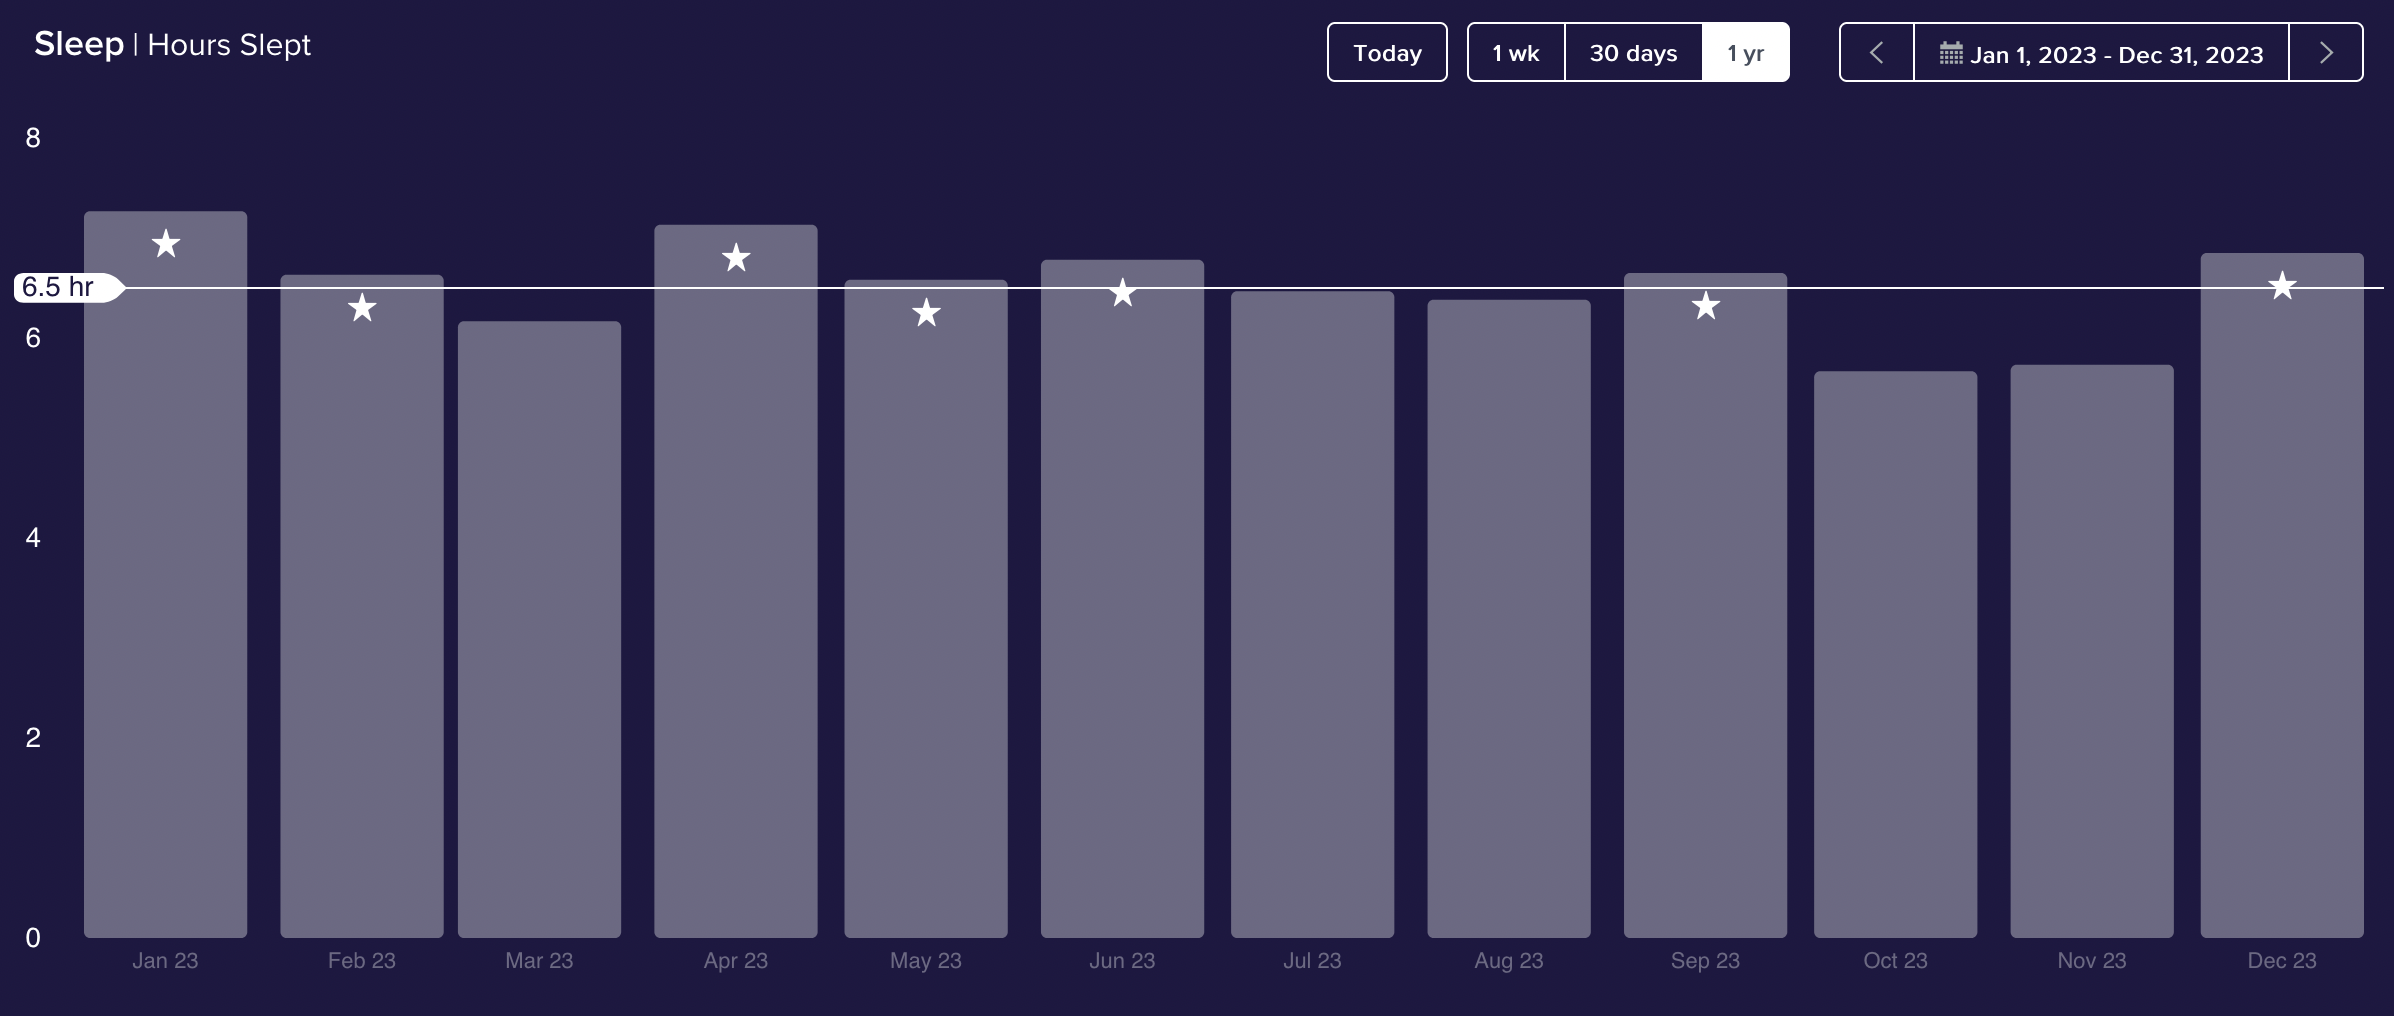 Sleep | Hours Slept
Today
1 wk
30 days
1 yr
Jan 1, 2023 - Dec 31, 2023
8
6.5 hr
6
4
2
0
Jan 23
Feb 23
Mar 23
Apr 23
May 23
Jun 23
Jul 23
Aug 23
Sep 23
Oct 23
Nov 23
Dec 23